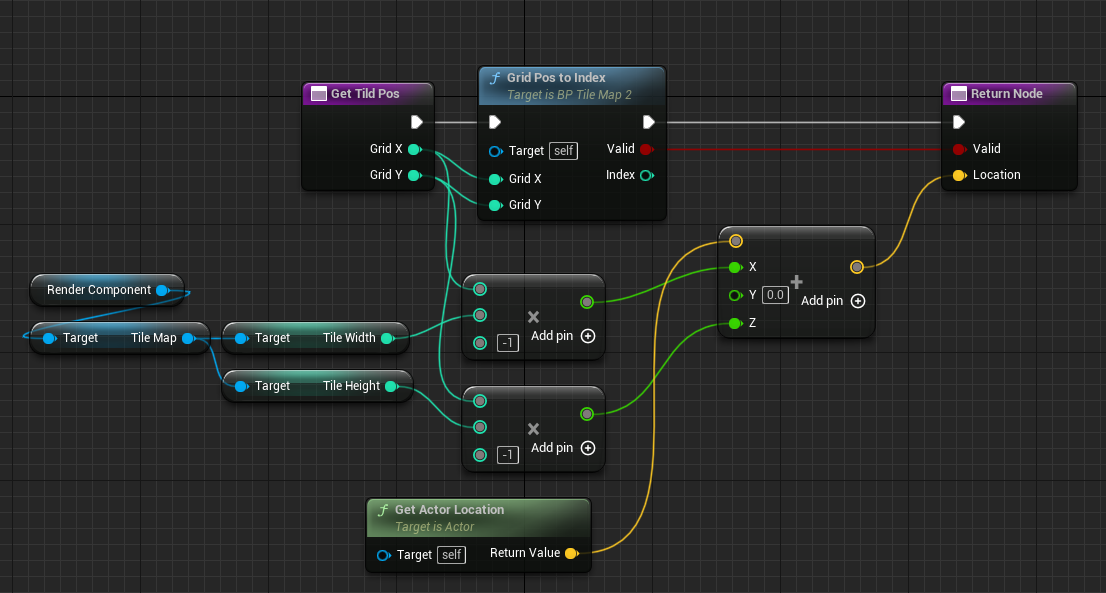 Get Tild Pos
Grid X
Grid Y
f Grid Pos to Index
Target is BP Tile Map 2
Target self
Valid
Grid X
Index
Grid Y
Return Node
Valid
Location
Render Component
Target Tile Map
Target Tile Width
Target Tile Height
-1
Add pin
-1
Add pin
X
Y 0.0
Add pin
Z
f Get Actor Location
Target is Actor
Target self
Return Value